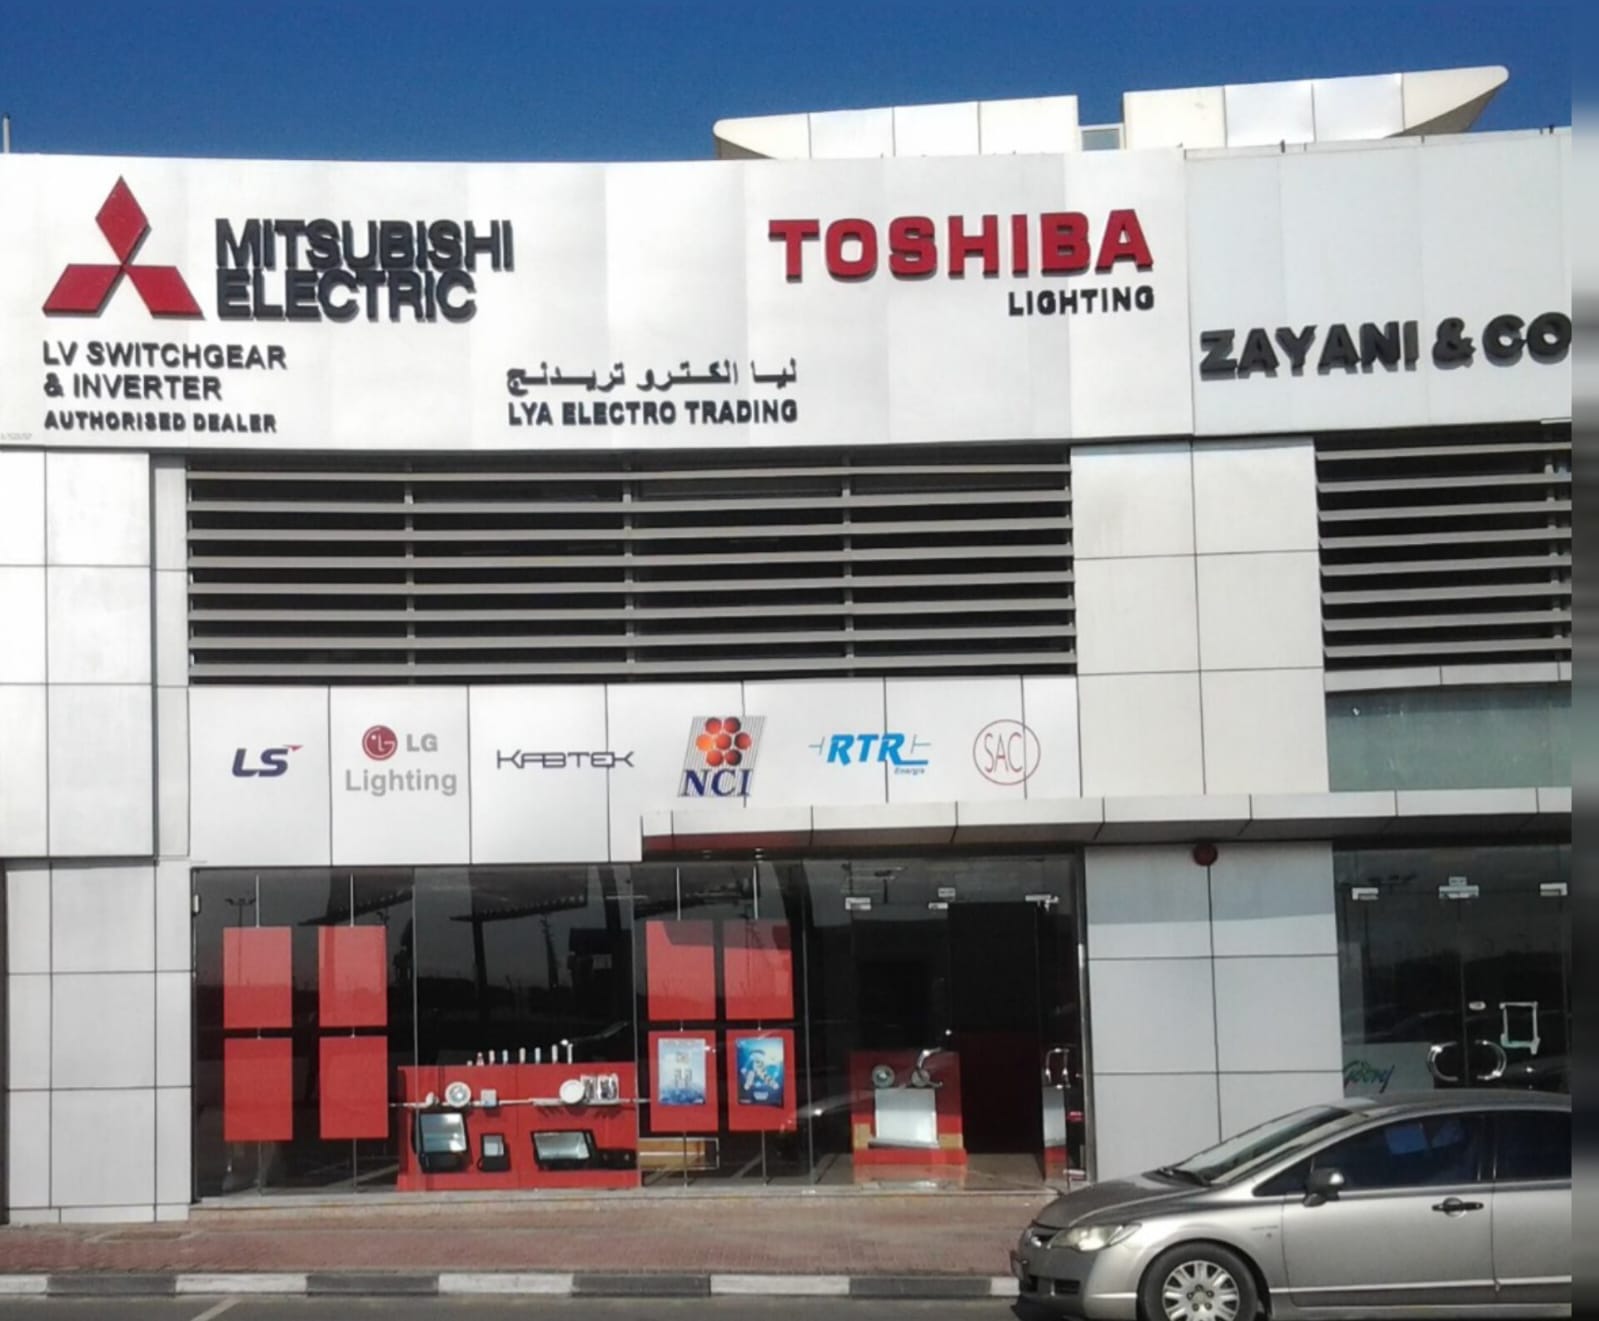 MITSUBISHI
ELECTRIC
LV SWITCHGEAR
& INVERTER
AUTHORISED DEALER
ليا الكترو تريدنج
LYA ELECTRO TRADING
TOSHIBA
LIGHTING
ZAYANI & CO
LS
LG
Lighting
KABTEK
NCI
RTR
Energía
SAC